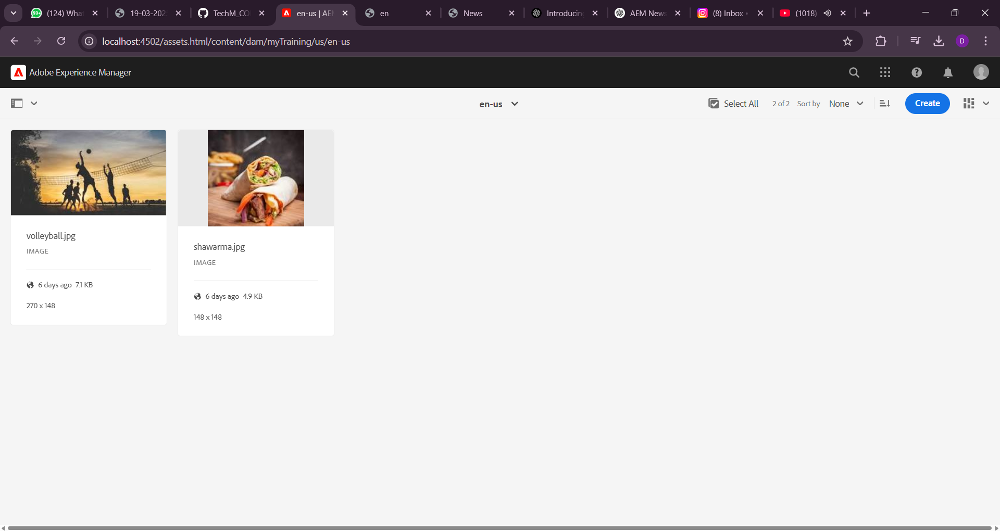 (124) What
19-03-202
TechM_CO
en-us | AEM
en
News
Introducing
AEM News
(8) Inbox •
(1018)
localhost:4502/assets.html/content/dam/myTraining/us/en-us
D
Adobe Experience Manager
en-us
Select All
2 of 2
Sort by
None
Create
volleyball.jpg
IMAGE
6 days ago 7.1 KB
270 x 148
shawarma.jpg
IMAGE
6 days ago 4.9 KB
148 x 148